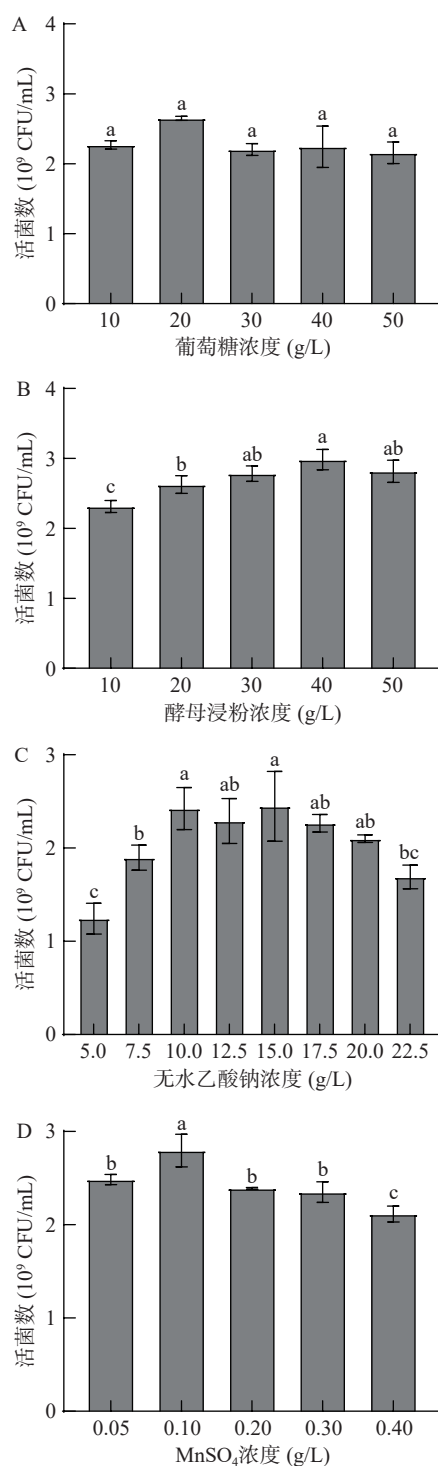 A
4
3
2
1
0
活菌数 (10⁹ CFU/mL)
a
a
a
a
a
10 20 30 40 50
葡萄糖浓度 (g/L)
B
4
3
2
1
0
活菌数 (10⁹ CFU/mL)
c
b
ab
a
ab
10 20 30 40 50
酵母浸粉浓度 (g/L)
C
3
2
1
0
活菌数 (10⁹ CFU/mL)
c
b
a
ab
a
ab
ab
bc
5.0 7.5 10.0 12.5 15.0 17.5 20.0 22.5
无水乙酸钠浓度 (g/L)
D
3
2
1
0
活菌数 (10⁹ CFU/mL)
b
a
b
b
c
0.05 0.10 0.20 0.30 0.40
MnSO₄浓度 (g/L)